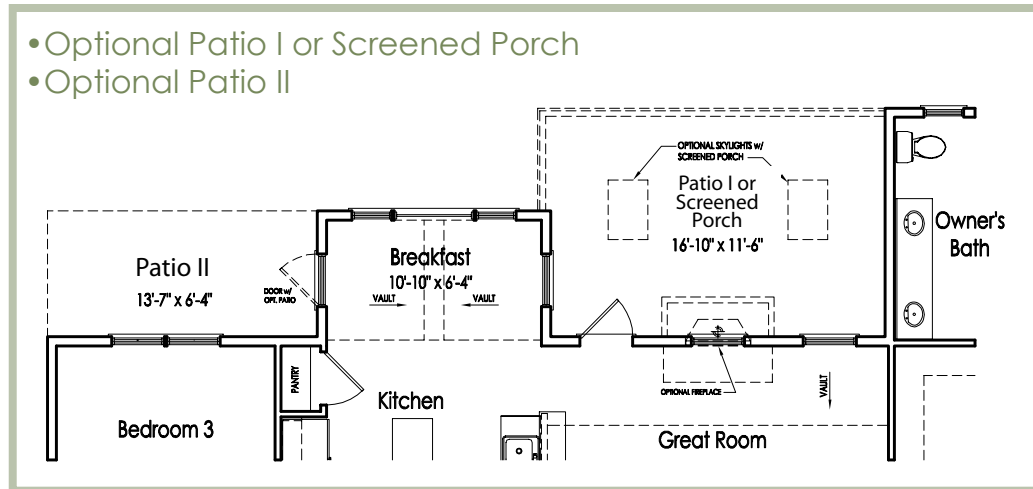 •Optional Patio I or Screened Porch
•Optional Patio II
OPTIONAL SKYLIGHTS w/
SCREENED PORCH
Patio I or
Screened
Porch
16'-10" x 11'-6"
Owner's
Bath
Breakfast
10'-10" x 6'-4"
VAULT
VAULT
Patio II
13'-7" x 6'-4"
DOOR w/
OPT. PATIO
PANTRY
Kitchen
OPTIONAL FIREPLACE
VAULT
Bedroom 3
Great Room